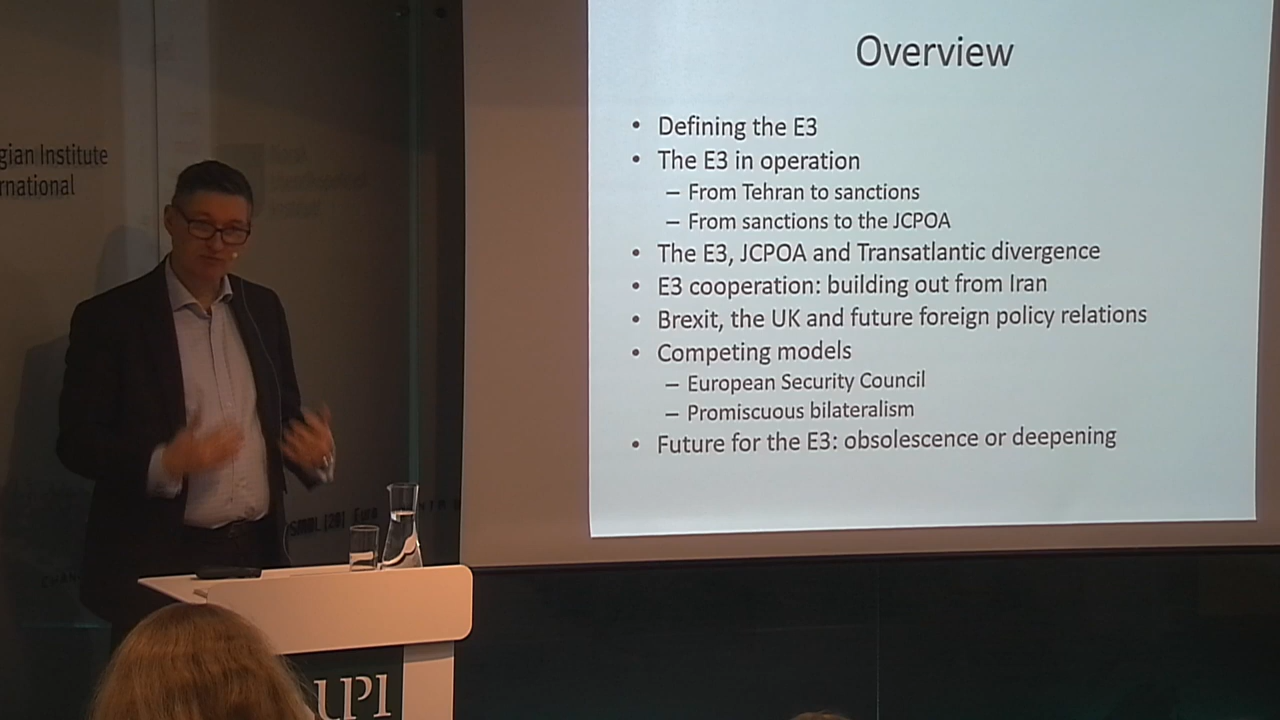 gian Institute
rnational
Overview
• Defining the E3
• The E3 in operation
– From Tehran to sanctions
– From sanctions to the JCPOA
• The E3, JCPOA and Transatlantic divergence
• E3 cooperation: building out from Iran
• Brexit, the UK and future foreign policy relations
• Competing models
– European Security Council
– Promiscuous bilateralism
• Future for the E3: obsolescence or deepening
UPI